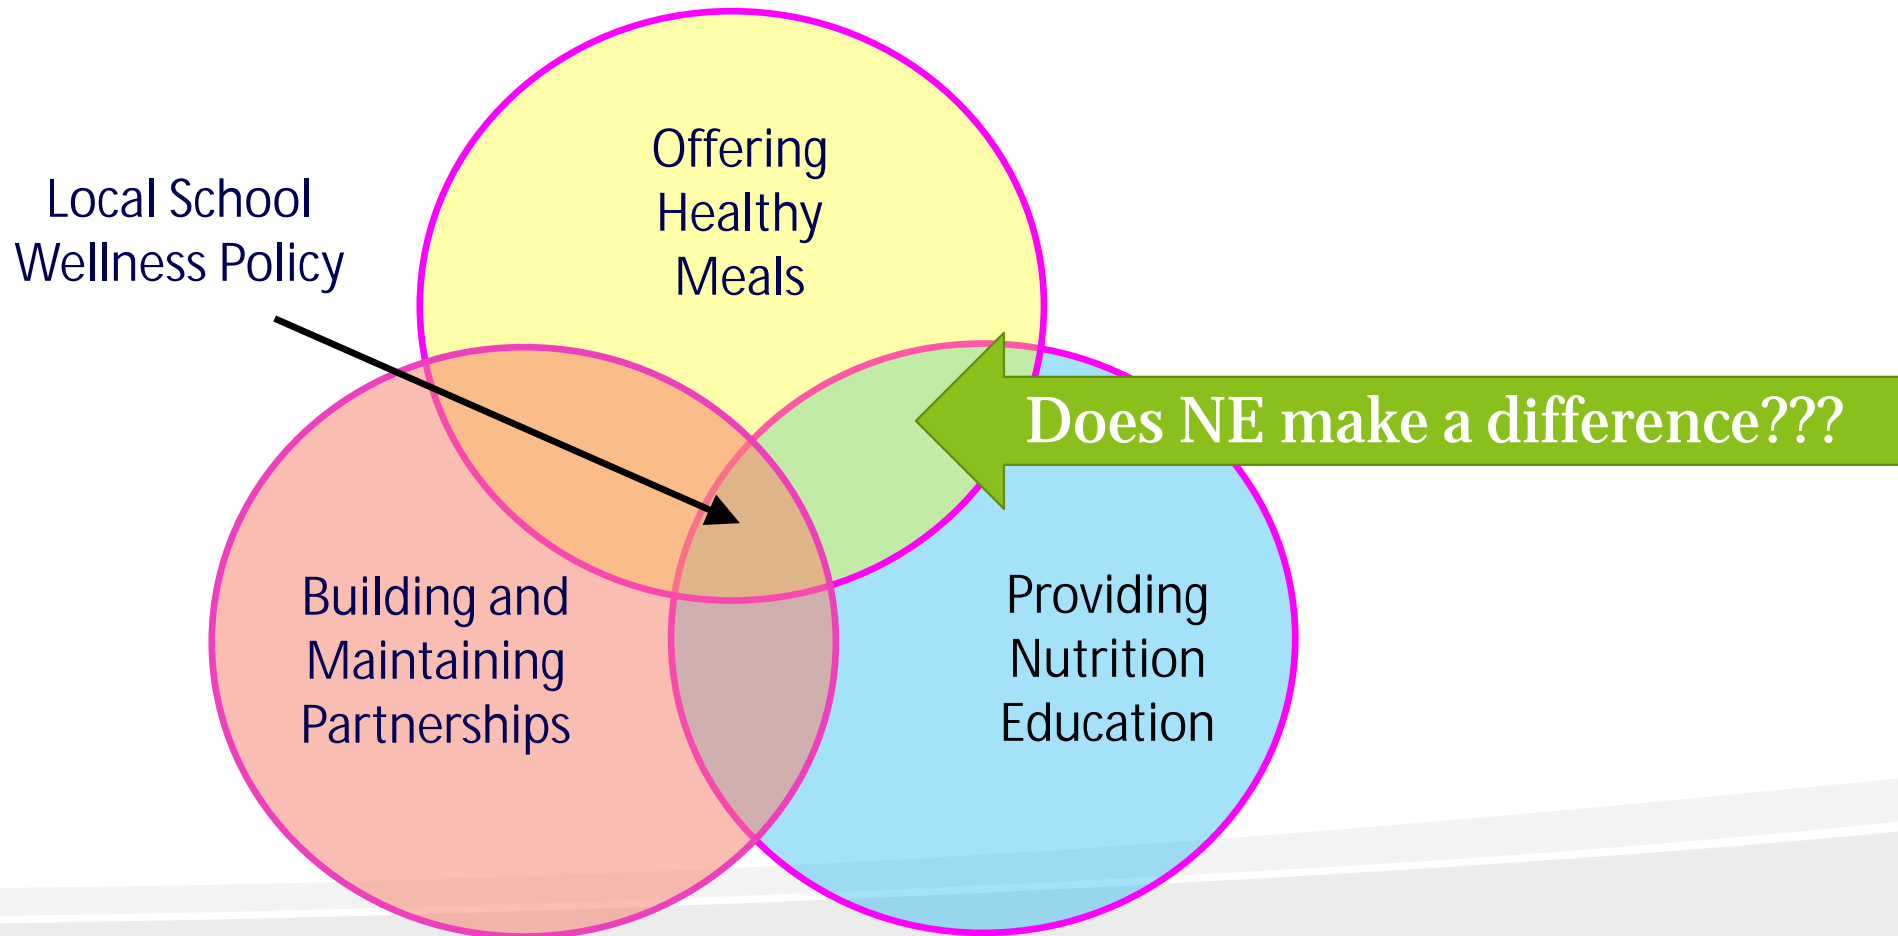 Offering
Healthy
Meals
Local School
Wellness Policy
Does NE make a difference???
Building and
Maintaining
Partnerships
Providing
Nutrition
Education